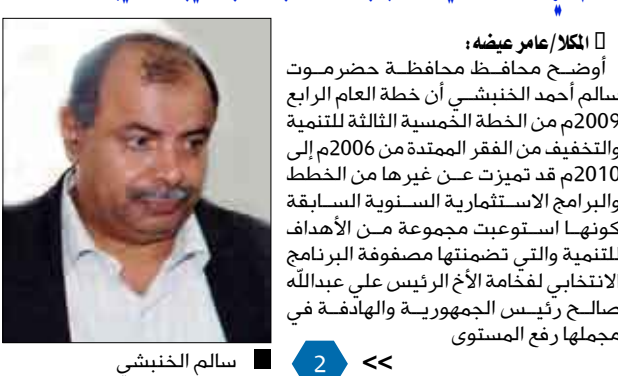 المكلا/عامر عيضه:
أوضح محافظ محافظة حضرموت
سالم أحمد الخنبشي أن خطة العام الرابع
2009م من الخطة الخمسية الثالثة للتنمية
والتخفيف من الفقر الممتدة من 2006م إلى
2010م قد تميزت عن غيرها من الخطط
والبرامج الاستثمارية السنوية السابقة
كونها استوعبت مجموعة من الأهداف
للتنمية والتي تضمنتها مصفوفة البرنامج
الانتخابي لفخامة الأخ الرئيس علي عبدالله
صالح رئيس الجمهورية والهادفة في
مجملها رفع المستوى
>> 2
سالم الخنبشي